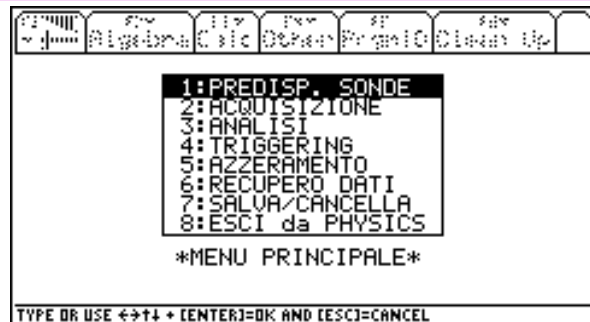 Algebra Calc Other PrgmIO Clean Up
1:PREDISP. SONDE
2:ACQUISIZIONE
3:ANALISI
4:TRIGGERING
5:AZZERAMENTO
6:RECUPERO DATI
7:SALVA/CANCELLA
8:ESCI da PHYSICS
*MENU PRINCIPALE*
TYPE OR USE ←→↑↓ + [ENTER]=OK AND [ESC]=CANCEL